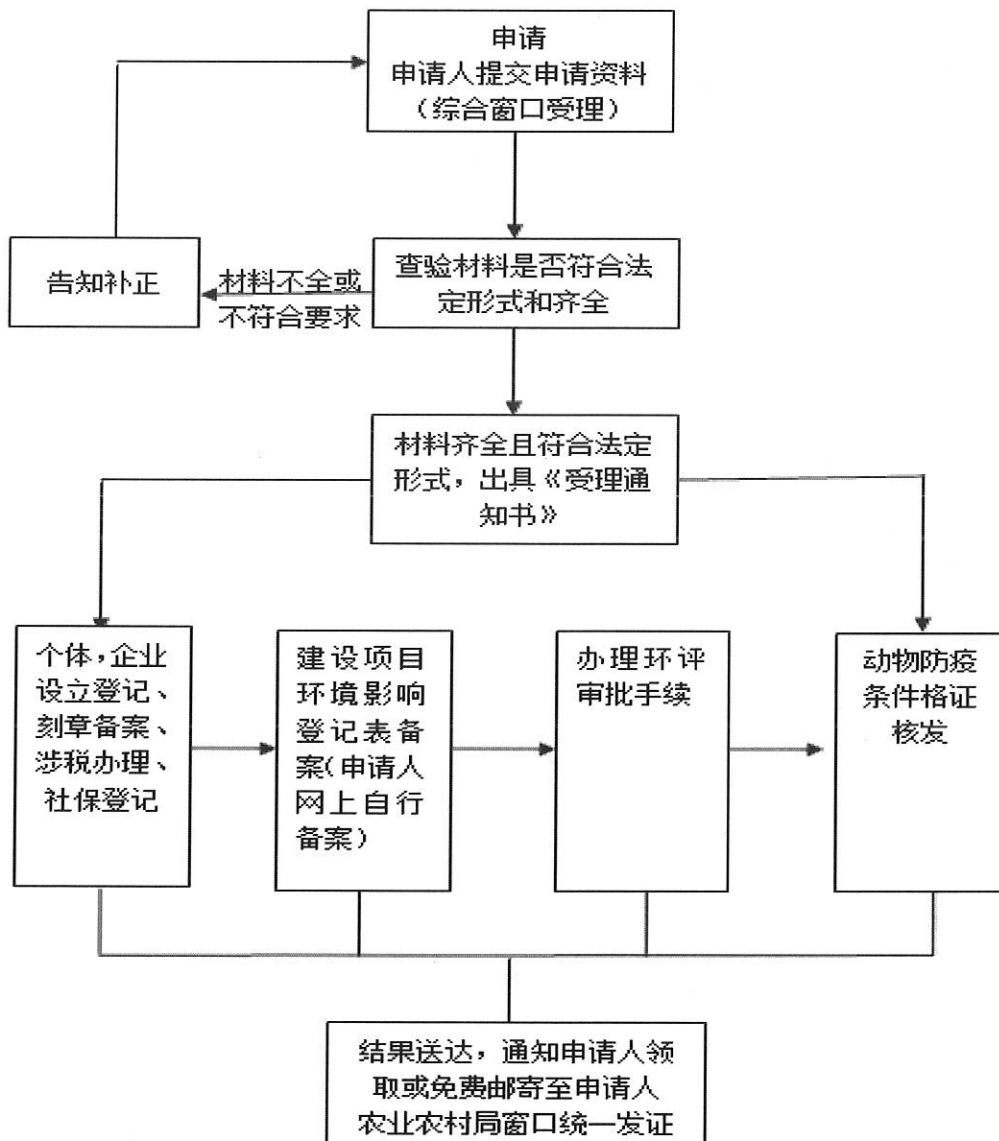 申请
申请人提交申请资料
（综合窗口受理）
告知补正
材料不全或
不符合要求
查验材料是否符合法
定形式和齐全
材料齐全且符合法定
形式，出具《受理通
知书》
个体，企业
设立登记、
刻章备案、
涉税办理、
社保登记
建设项目
环境影响
登记表备
案（申请人
网上自行
备案）
办理环评
审批手续
动物防疫
条件格证
核发
结果送达，通知申请人领
取或免费邮寄至申请人
农业农村局窗口统一发证